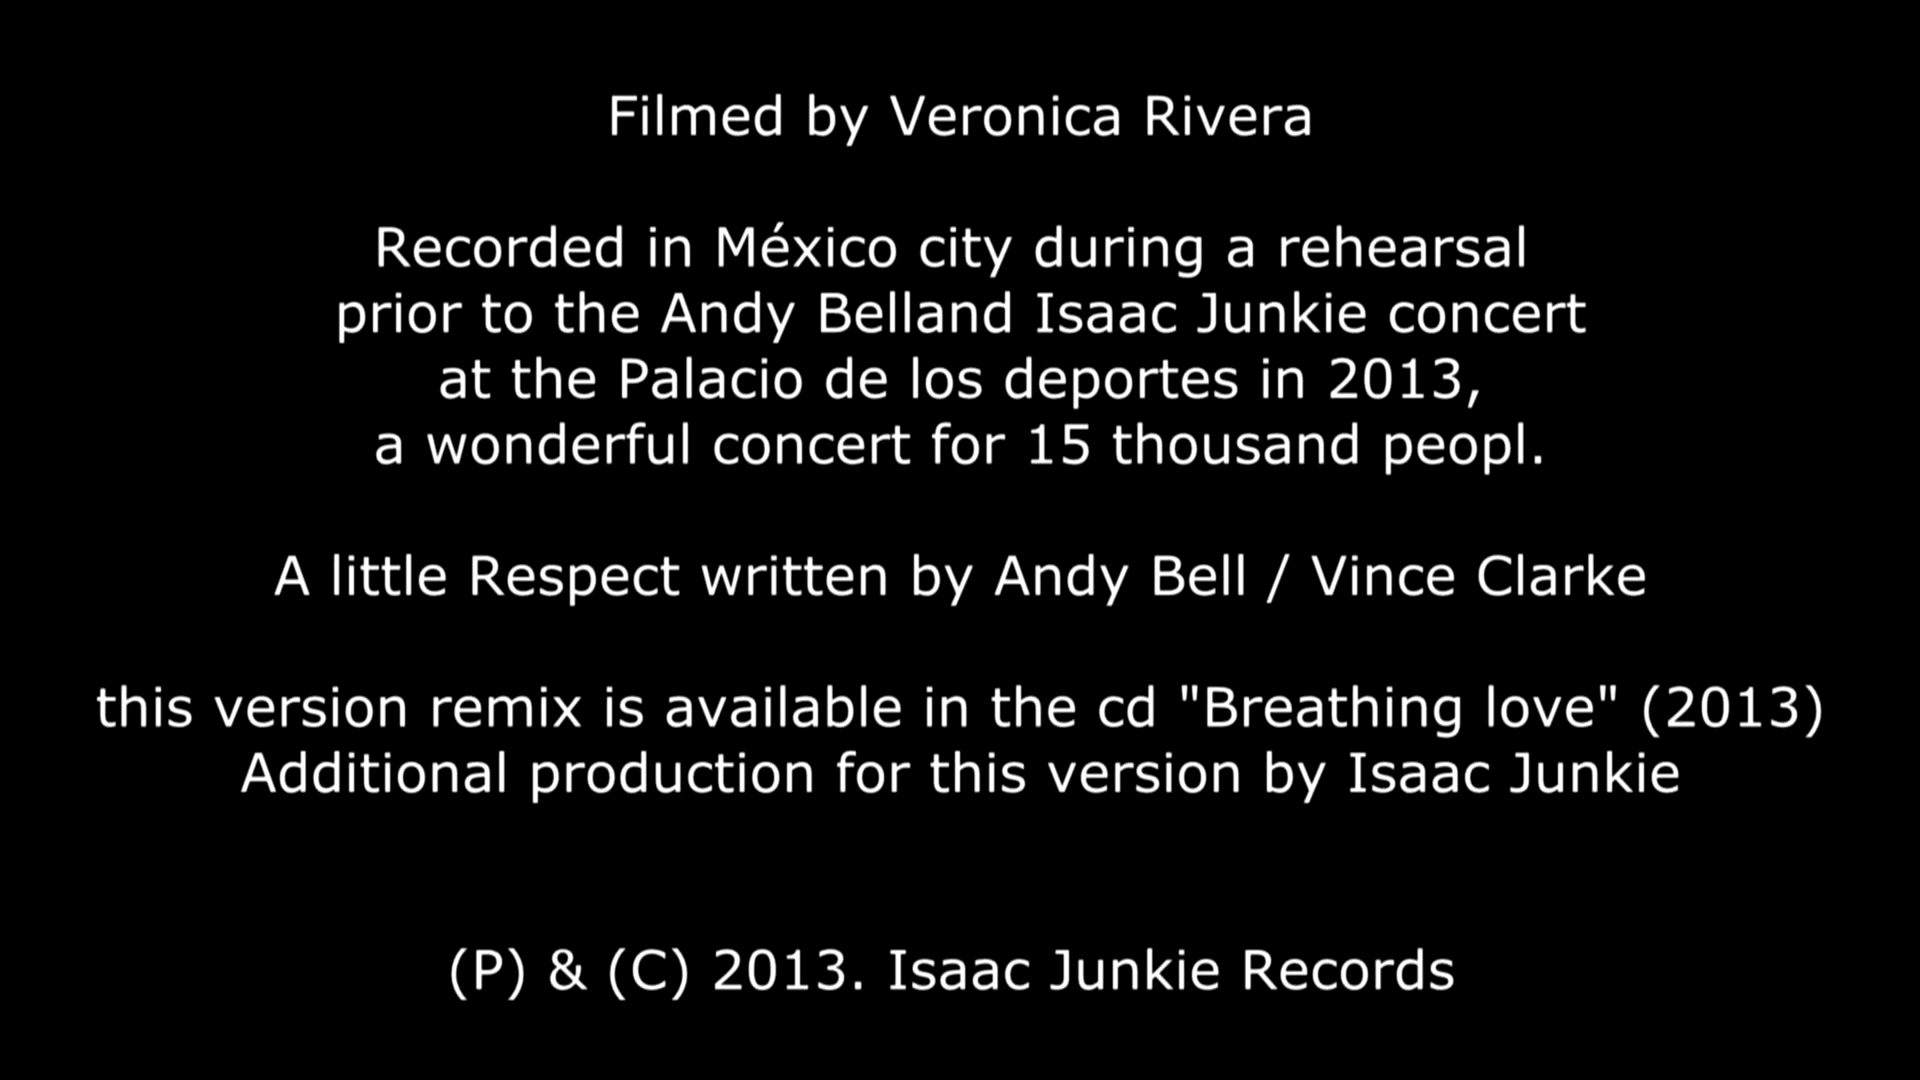 Filmed by Veronica Rivera
Recorded in México city during a rehearsal
prior to the Andy Belland Isaac Junkie concert
at the Palacio de los deportes in 2013,
a wonderful concert for 15 thousand peopl.
A little Respect written by Andy Bell / Vince Clarke
this version remix is available in the cd "Breathing love" (2013)
Additional production for this version by Isaac Junkie
(P) & (C) 2013. Isaac Junkie Records